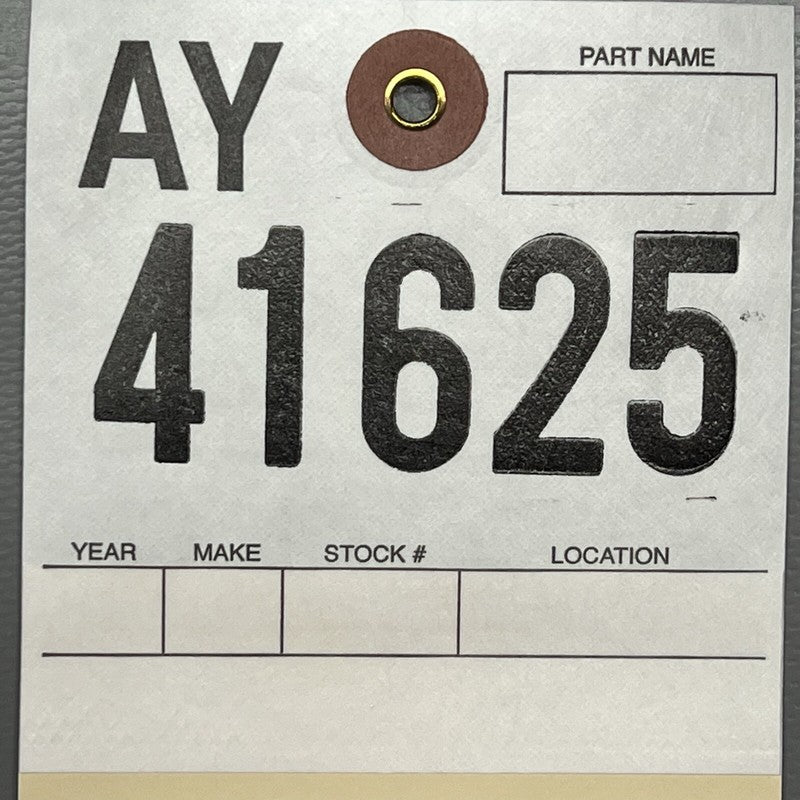 AY
PART NAME
41625
YEAR MAKE STOCK # LOCATION